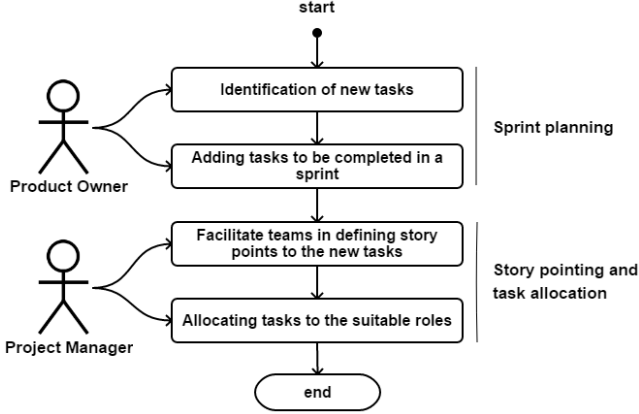 start
Identification of new tasks
Sprint planning
Adding tasks to be completed in a
sprint
Product Owner
Facilitate teams in defining story
points to the new tasks
Story pointing and
task allocation
Allocating tasks to the suitable roles
Project Manager
end